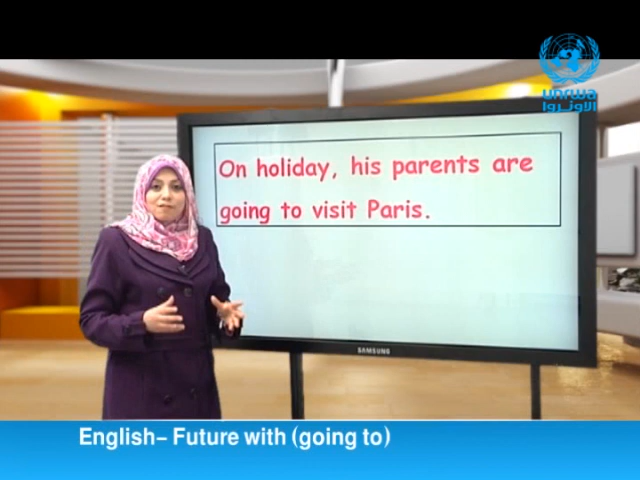 unrwa
الأونروا
On holiday, his parents are
going to visit Paris.
SAMSUNG
English- Future with (going to)